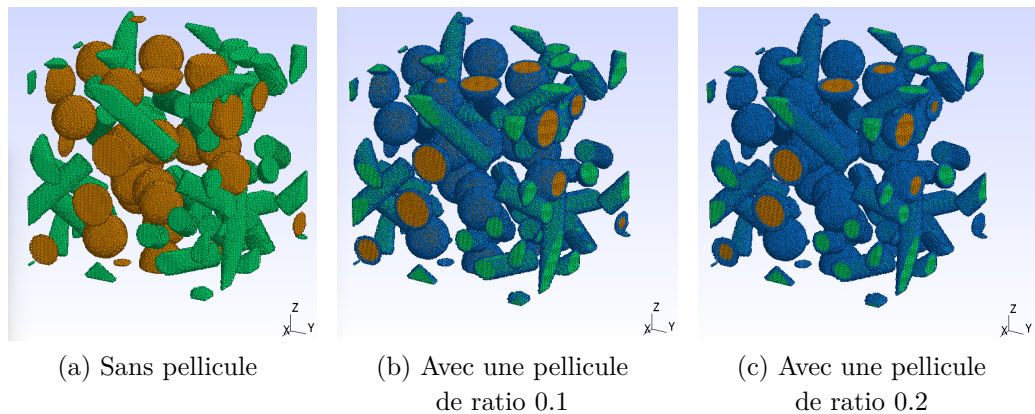 Z
X Y
Z
X Y
Z
X Y
(a) Sans pellicule
(b) Avec une pellicule
de ratio 0.1
(c) Avec une pellicule
de ratio 0.2